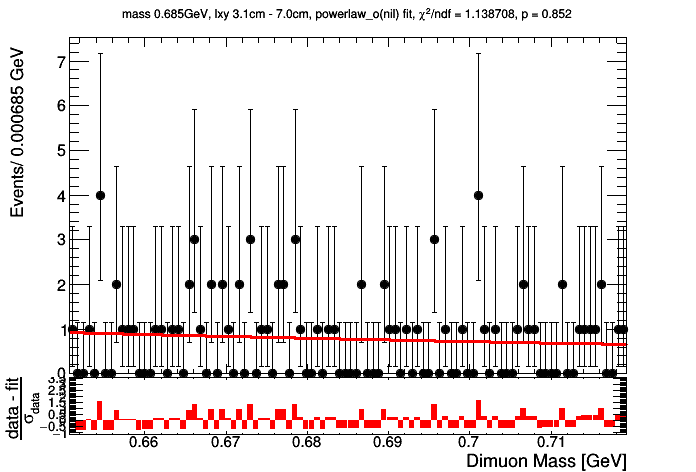 mass 0.685GeV, lxy 3.1cm - 7.0cm, powerlaw_o(nil) fit, χ²/ndf = 1.138708, p = 0.852
Events/ 0.000685 GeV
7
6
5
4
3
2
1
0
data - fit
σdata
0.66 0.67 0.68 0.69 0.7 0.71
Dimuon Mass [GeV]